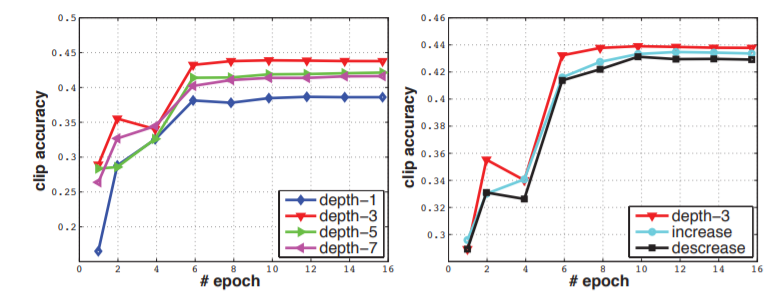 0.5
0.45
0.4
0.35
0.3
0.25
0.2
clip accuracy
0 2 4 6 8 10 12 14 16
# epoch
depth-1
depth-3
depth-5
depth-7
0.46
0.44
0.42
0.4
0.38
0.36
0.34
0.32
0.3
clip accuracy
0 2 4 6 8 10 12 14 16
# epoch
depth-3
increase
descrease